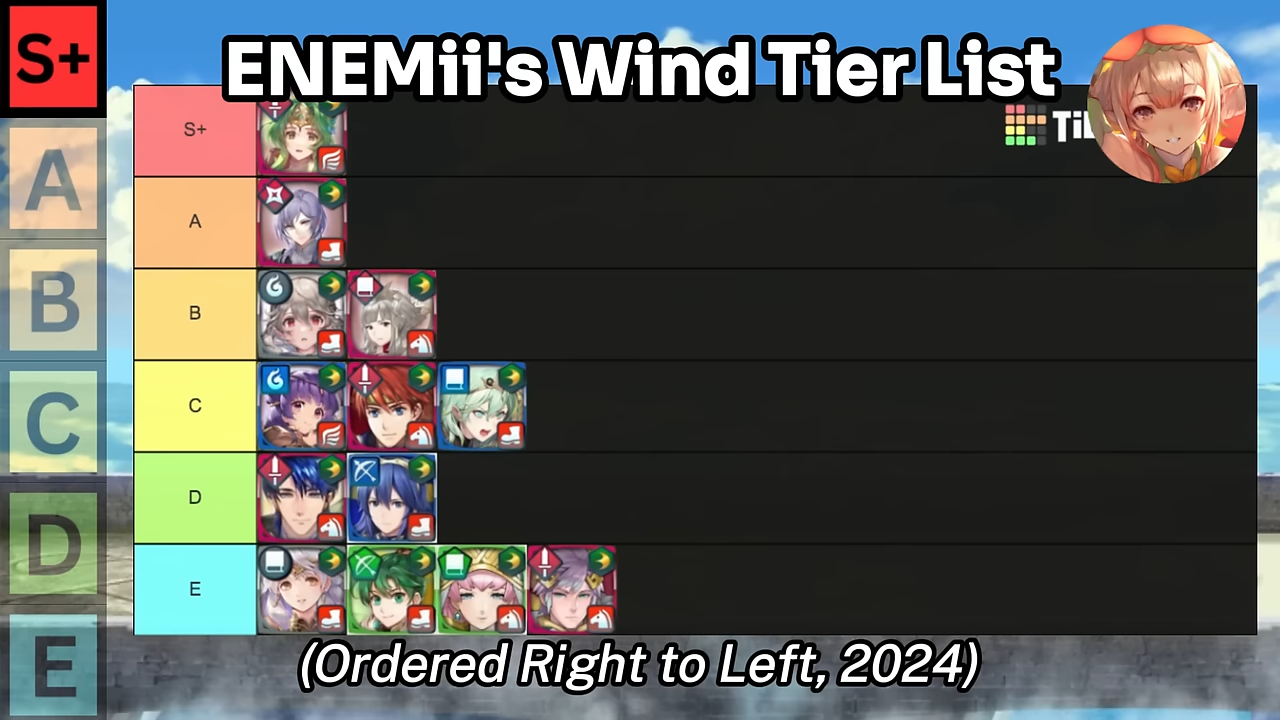 ENEMii's Wind Tier List
S+
A
B
C
D
E
S+
A
B
C
D
E
(Ordered Right to Left, 2024)